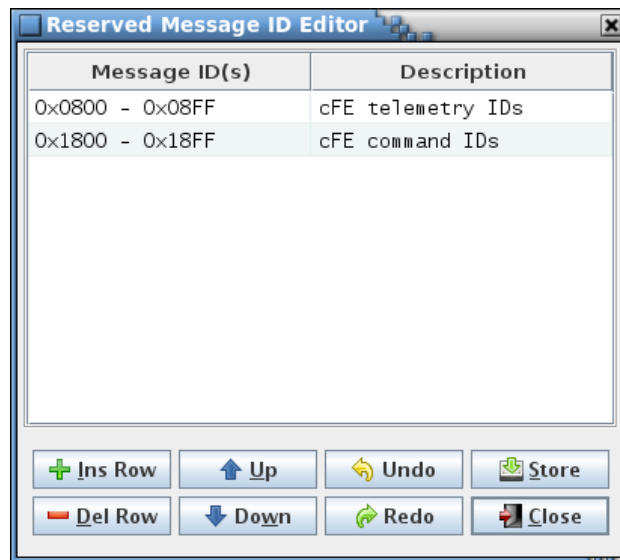 Reserved Message ID Editor
Message ID(s) Description
0x0800 - 0x08FF cFE telemetry IDs
0x1800 - 0x18FF cFE command IDs
Ins Row Up Undo Store
Del Row Down Redo Close